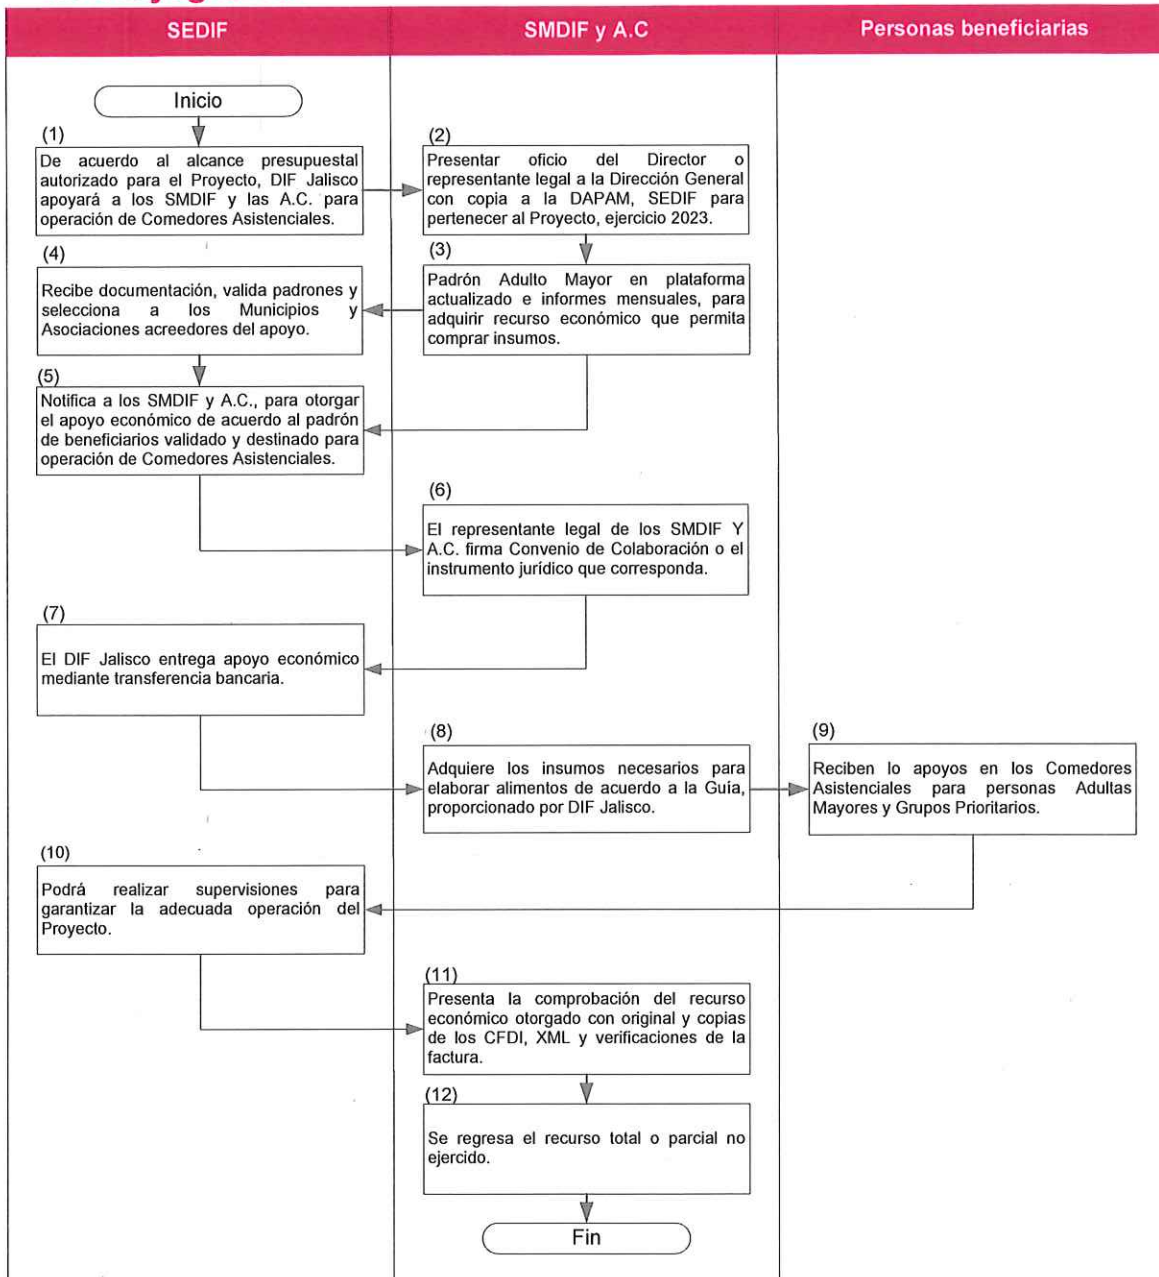 SEDIF
SMDIF y A.C
Personas beneficiarias
Inicio
(1)
De acuerdo al alcance presupuestal
autorizado para el Proyecto, DIF Jalisco
apoyará a los SMDIF y las A.C. para
operación de Comedores Asistenciales.
(2)
Presentar oficio del Director o
representante legal a la Dirección General
con copia a la DAPAM, SEDIF para
pertenecer al Proyecto, ejercicio 2023.
(3)
Padrón Adulto Mayor en plataforma
actualizado e informes mensuales, para
adquirir recurso económico que permita
comprar insumos.
(4)
Recibe documentación, valida padrones y
selecciona a los Municipios y
Asociaciones acreedores del apoyo.
(5)
Notifica a los SMDIF y A.C., para otorgar
el apoyo económico de acuerdo al padrón
de beneficiarios validado y destinado para
operación de Comedores Asistenciales.
(6)
El representante legal de los SMDIF Y
A.C. firma Convenio de Colaboración o el
instrumento jurídico que corresponda.
(7)
El DIF Jalisco entrega apoyo económico
mediante transferencia bancaria.
(8)
Adquiere los insumos necesarios para
elaborar alimentos de acuerdo a la Guía,
proporcionado por DIF Jalisco.
(9)
Reciben lo apoyos en los Comedores
Asistenciales para personas Adultas
Mayores y Grupos Prioritarios.
(10)
Podrá realizar supervisiones para
garantizar la adecuada operación del
Proyecto.
(11)
Presenta la comprobación del recurso
económico otorgado con original y copias
de los CFDI, XML y verificaciones de la
factura.
(12)
Se regresa el recurso total o parcial no
ejercido.
Fin